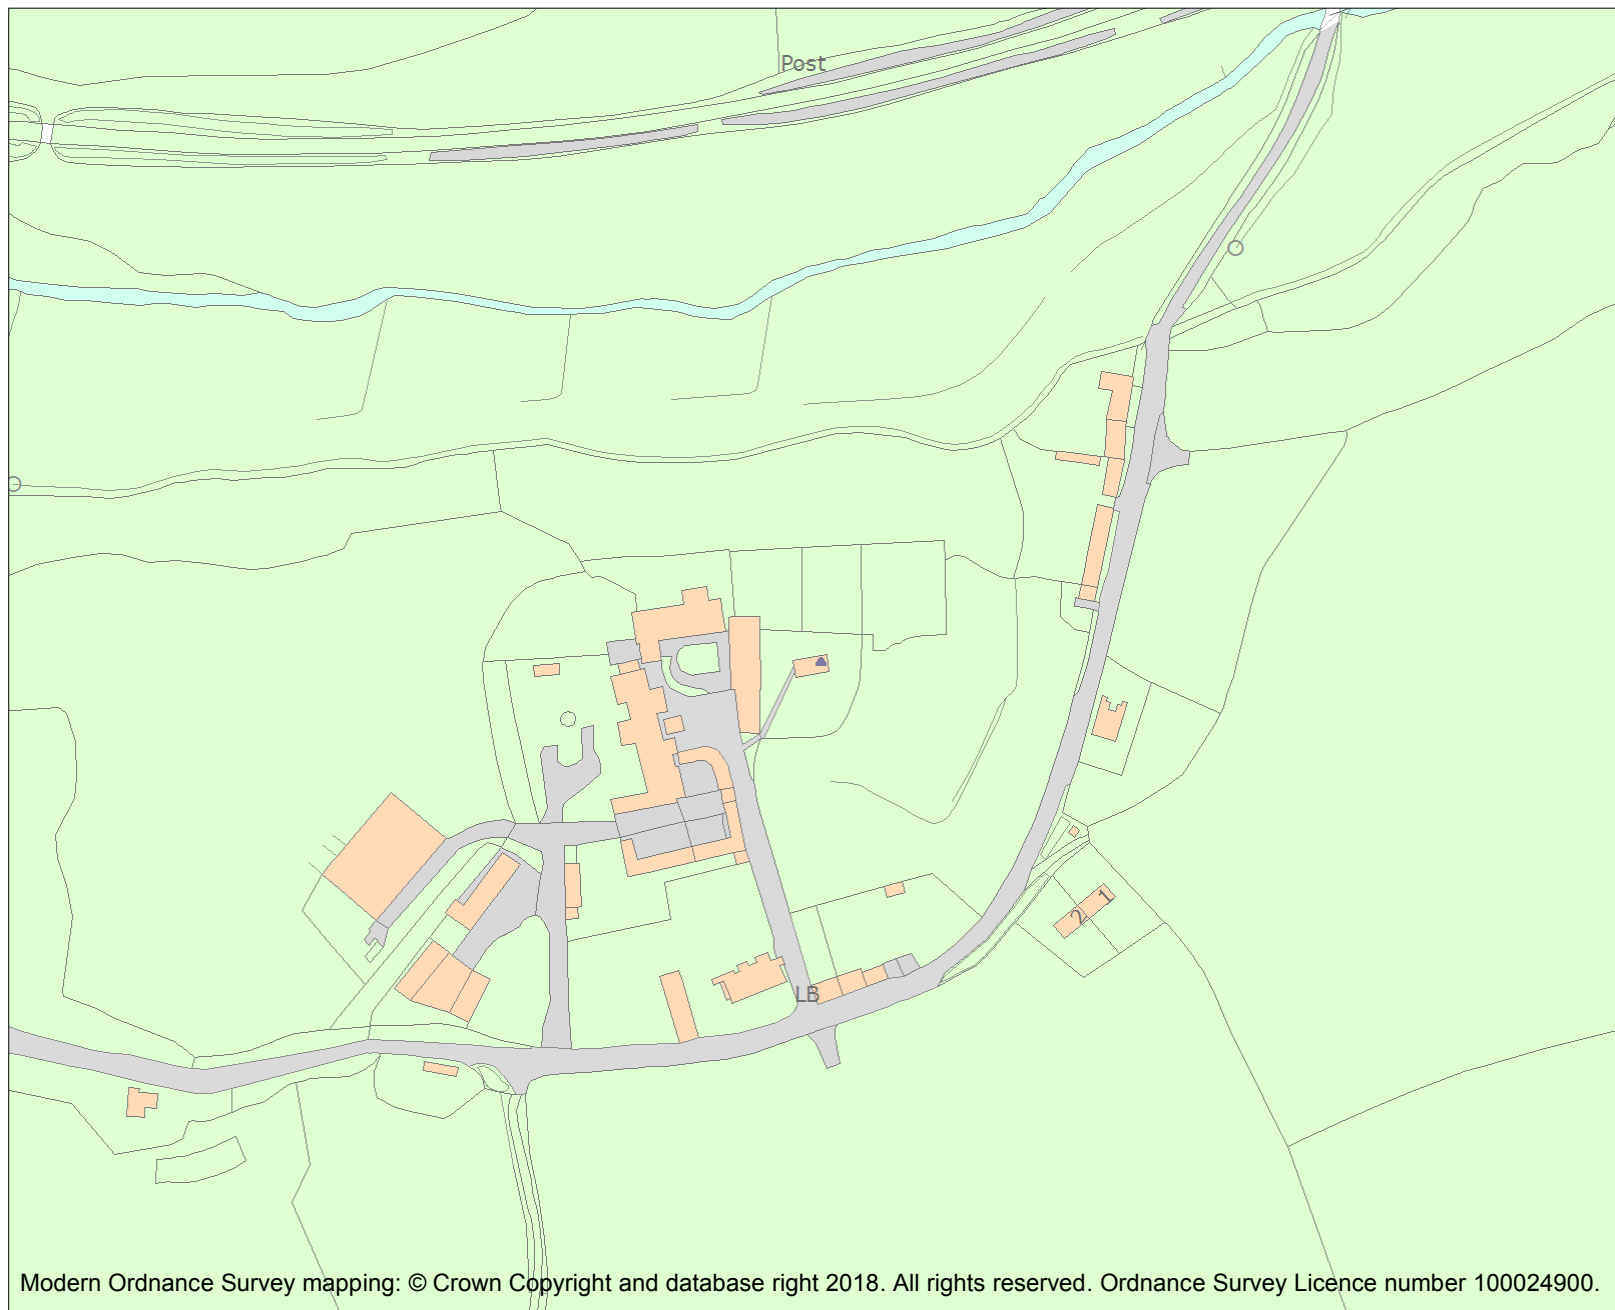 Post
1
2
LB
Modern Ordnance Survey mapping: © Crown Copyright and database right 2018. All rights reserved. Ordnance Survey Licence number 100024900.